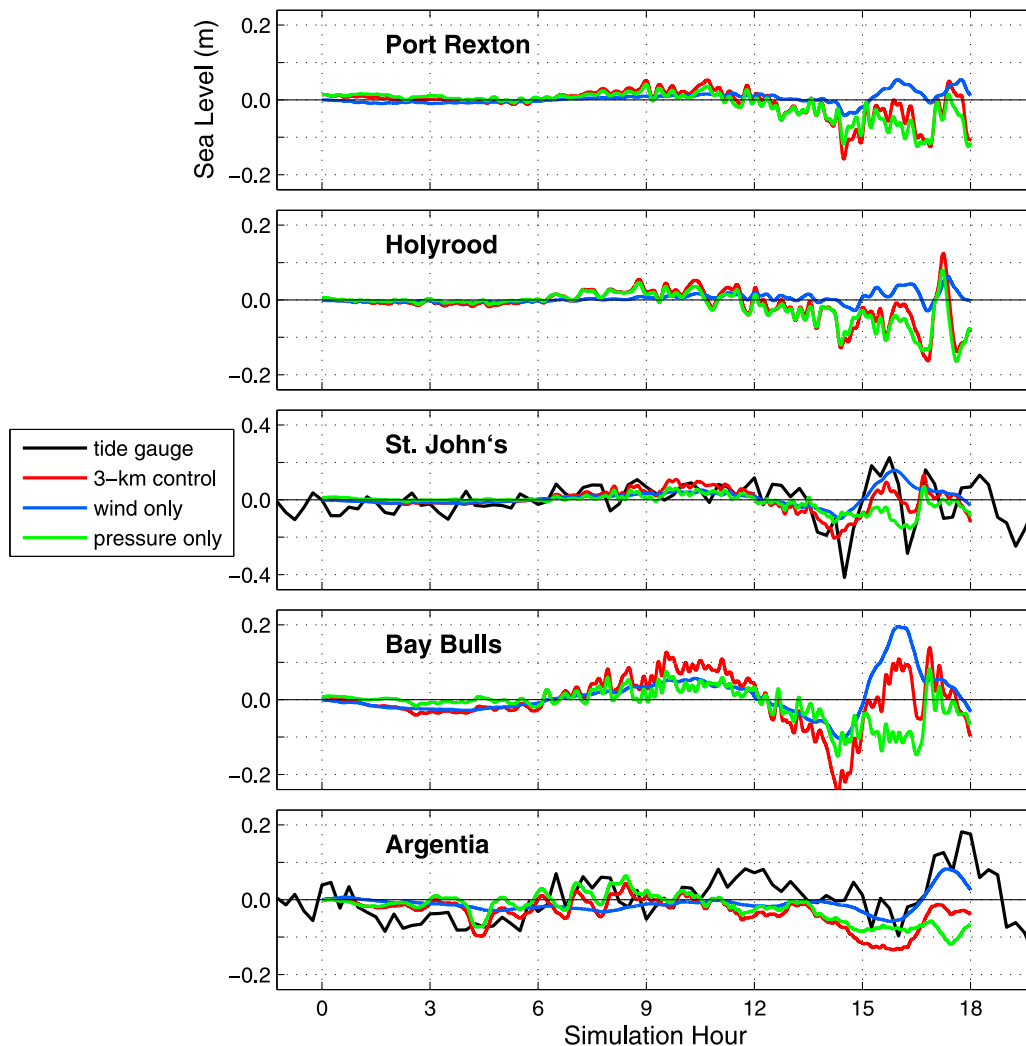 0.2
0.0
−0.2
Sea Level (m)
Port Rexton
0.2
0.0
−0.2
Holyrood
0.4
0.0
−0.4
St. John‘s
tide gauge
3−km control
wind only
pressure only
0.2
0.0
−0.2
Bay Bulls
0.2
0.0
−0.2
Argentia
0 3 6 9 12 15 18
Simulation Hour